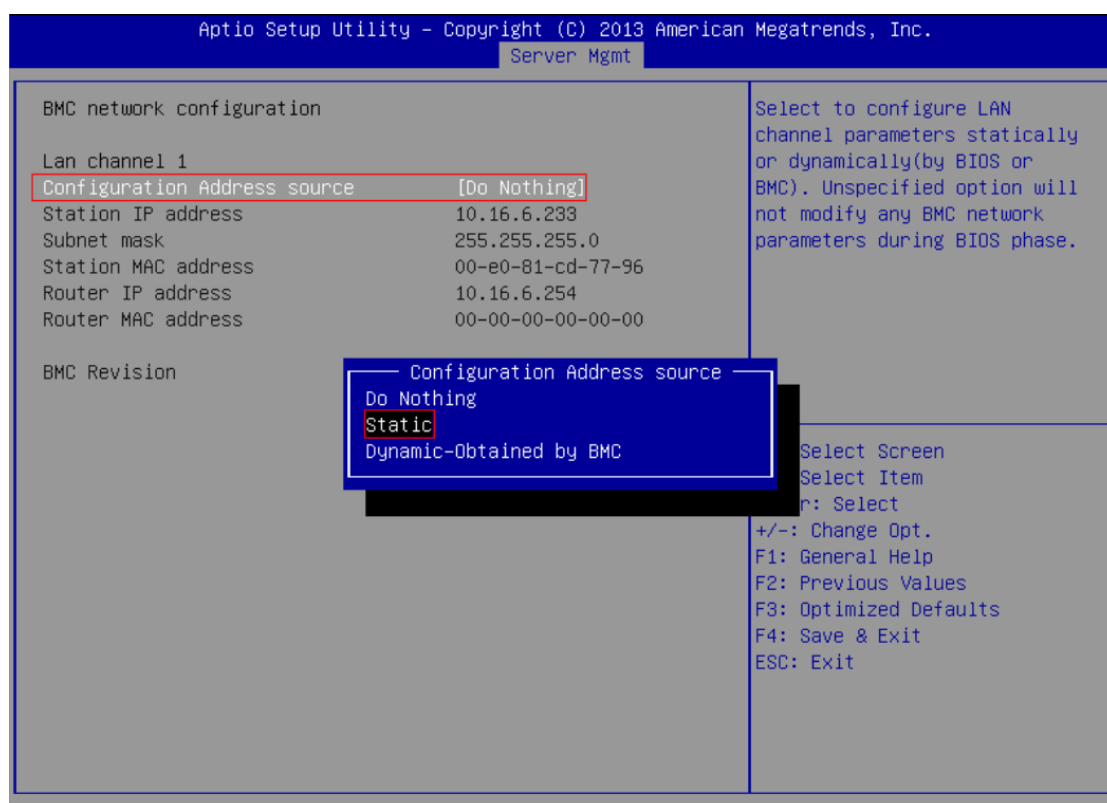 Aptio Setup Utility – Copyright (C) 2013 American Megatrends, Inc.
Server Mgmt
BMC network configuration
Lan channel 1
Configuration Address source [Do Nothing]
Station IP address 10.16.6.233
Subnet mask 255.255.255.0
Station MAC address 00-e0-81-cd-77-96
Router IP address 10.16.6.254
Router MAC address 00-00-00-00-00-00
BMC Revision
Configuration Address source
Do Nothing
Static
Dynamic-Obtained by BMC
Select to configure LAN
channel parameters statically
or dynamically(by BIOS or
BMC). Unspecified option will
not modify any BMC network
parameters during BIOS phase.
Select Screen
Select Item
r: Select
+/-: Change Opt.
F1: General Help
F2: Previous Values
F3: Optimized Defaults
F4: Save & Exit
ESC: Exit